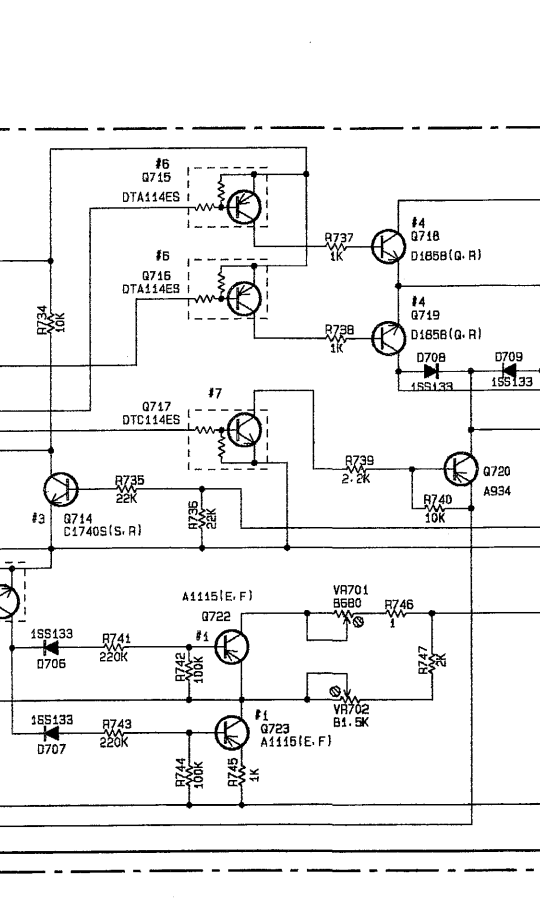 #6
Q715
DTA114ES
#4
Q718
D1858(Q,R)
R737
1K
#6
Q716
DTA114ES
#4
Q719
D1858(Q,R)
R734
10K
R738
1K
D708
1SS133
D709
1SS133
Q717
#7
DTC114ES
R739
2.2K
Q720
A934
R735
22K
R736
22K
R740
10K
#3
Q714
C1740S(S,R)
A1115(E,F)
Q722
#1
VR701
B680
R746
1
1SS133
D706
R741
220K
R742
100K
R747
2K
VR702
B1.5K
1SS133
D707
R743
220K
#1
Q723
A1115(E,F)
R744
100K
R745
1K